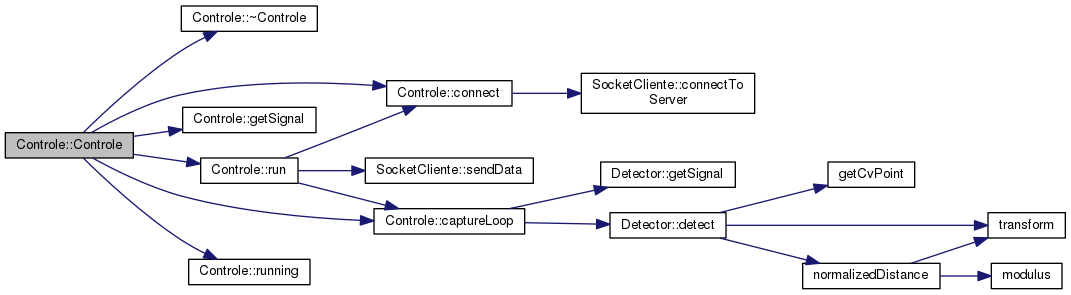 Controle::~Controle
Controle::connect
SocketCliente::connectTo
Server
Controle::getSignal
Controle::Controle
Controle::run
SocketCliente::sendData
Detector::getSignal
getCvPoint
Controle::captureLoop
Detector::detect
transform
Controle::running
normalizedDistance
modulus